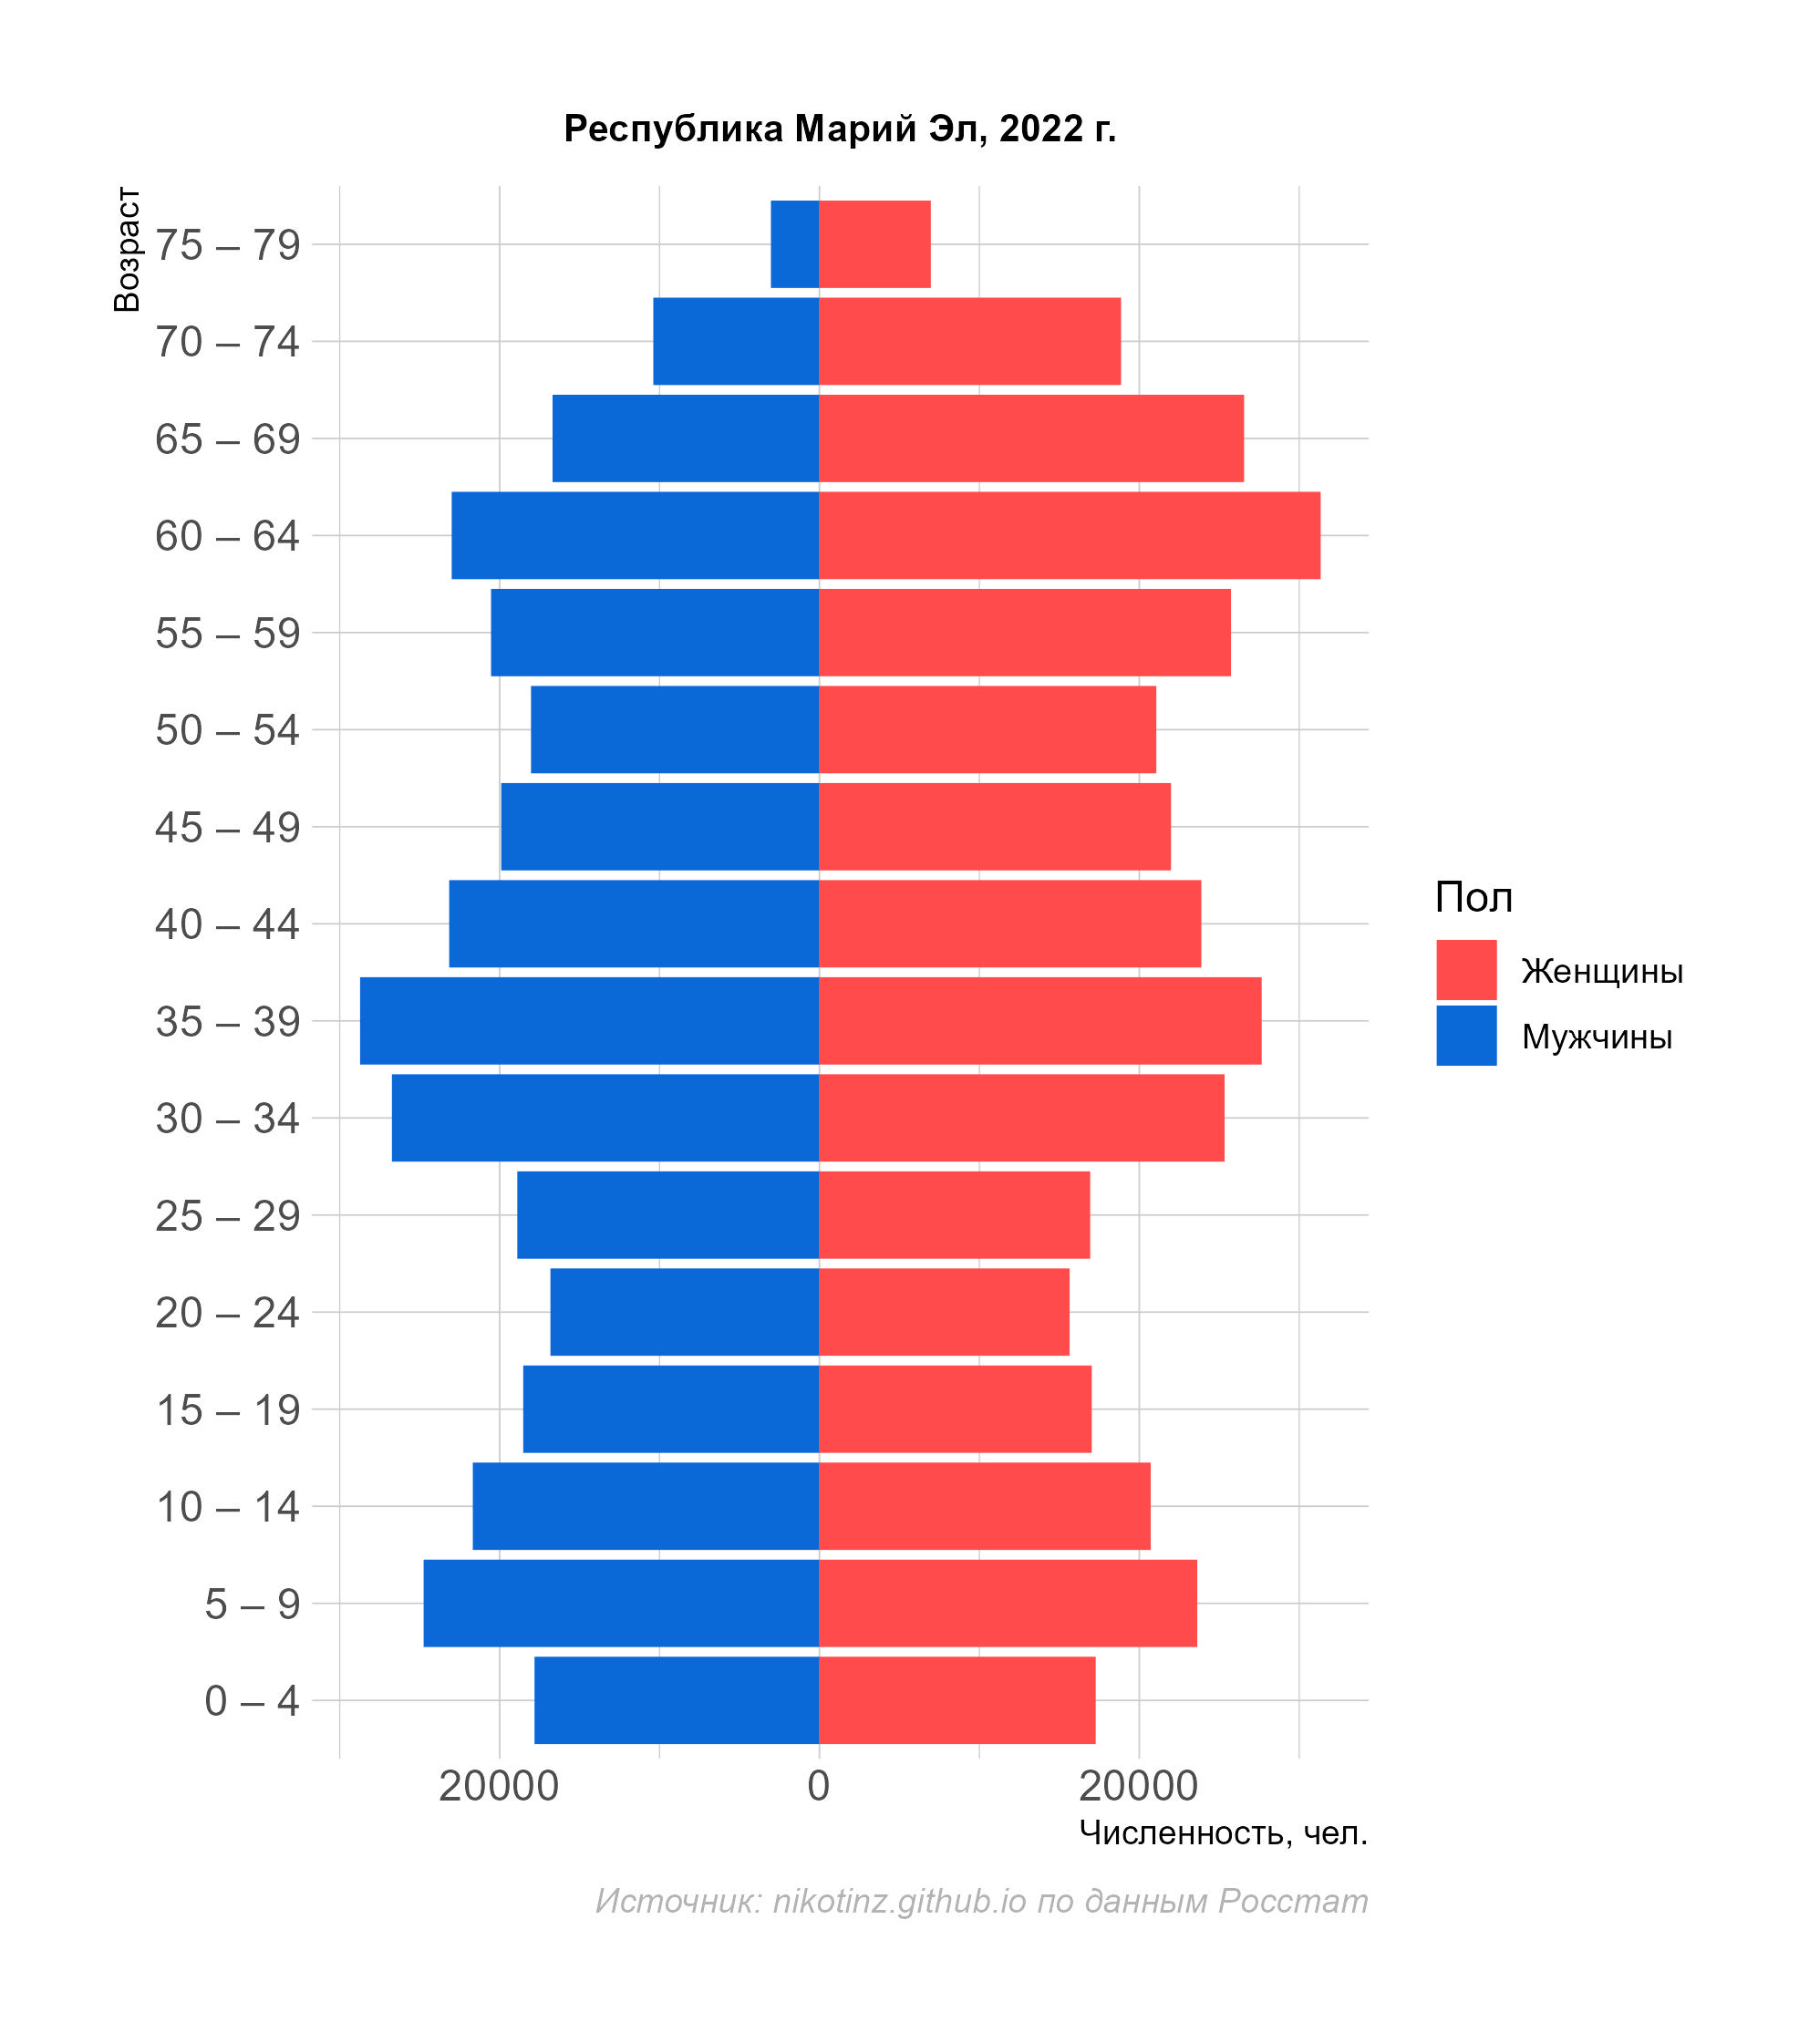 Республика Марий Эл, 2022 г.
Возраст
75 – 79
70 – 74
65 – 69
60 – 64
55 – 59
50 – 54
45 – 49
40 – 44
35 – 39
30 – 34
25 – 29
20 – 24
15 – 19
10 – 14
5 – 9
0 – 4
20000 0 20000
Численность, чел.
Пол
Женщины
Мужчины
Источник: nikotinz.github.io по данным Росстат